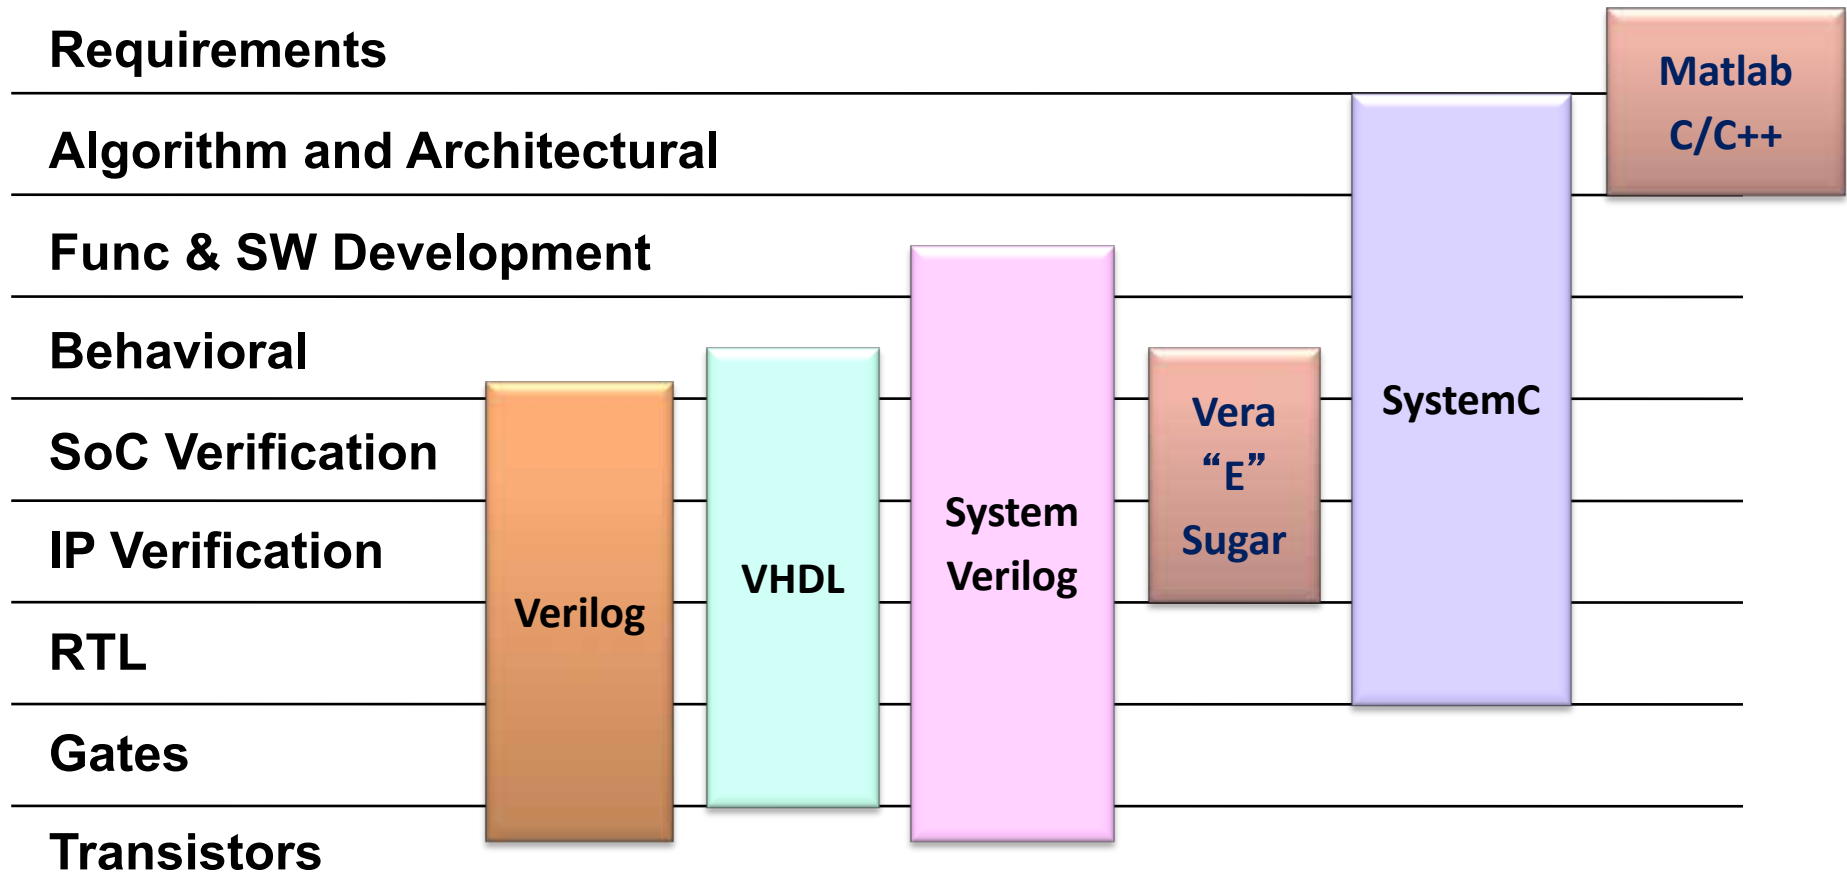 Requirements
Algorithm and Architectural
Func & SW Development
Behavioral
SoC Verification
IP Verification
RTL
Gates
Transistors
Verilog
VHDL
System
Verilog
Vera
“E”
Sugar
SystemC
Matlab
C/C++